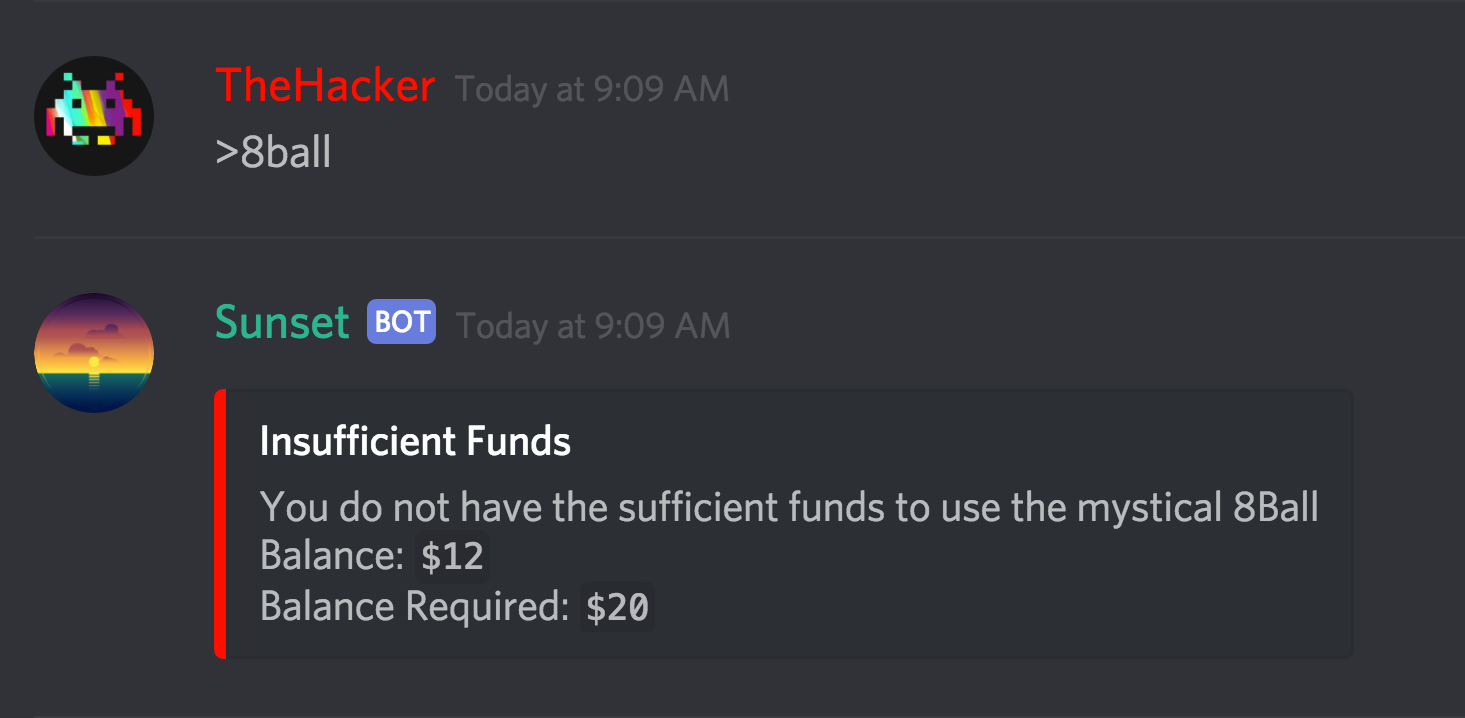 TheHacker Today at 9:09 AM
>8ball
Sunset BOT Today at 9:09 AM
Insufficient Funds
You do not have the sufficient funds to use the mystical 8Ball
Balance: $12
Balance Required: $20